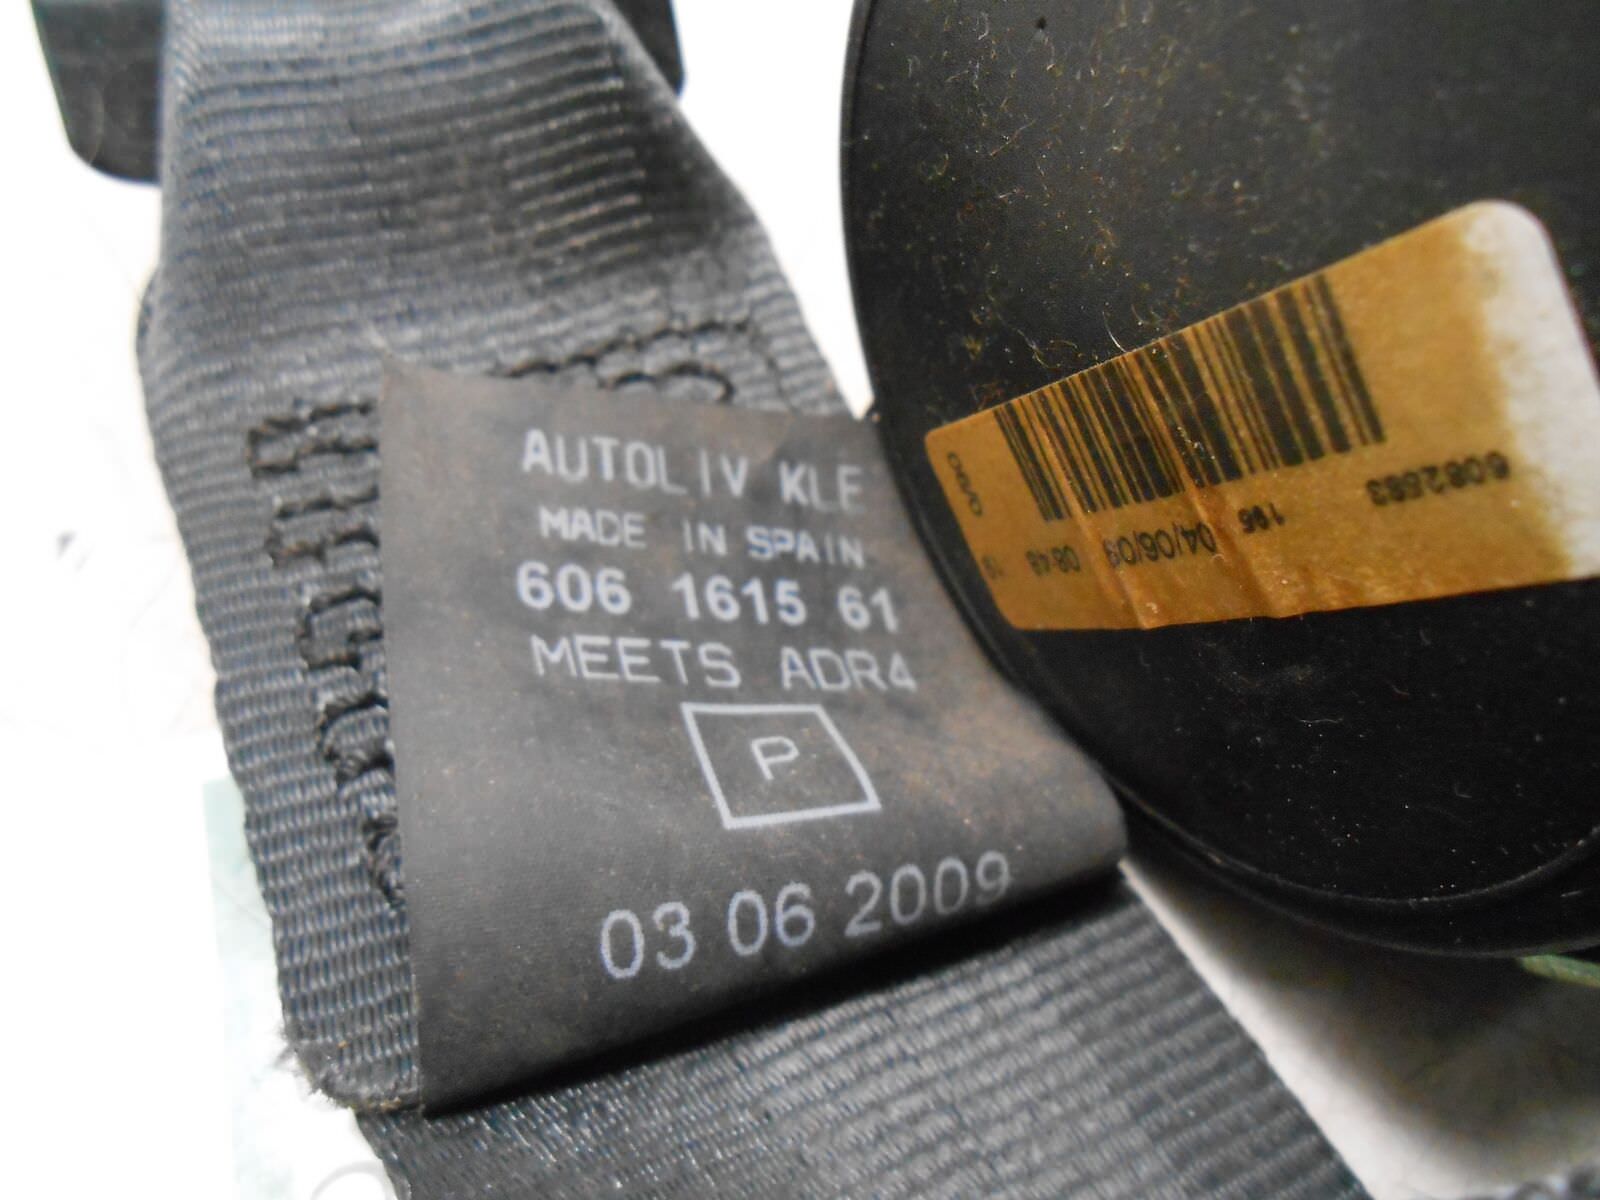 AUTOLIV KLE
MADE IN SPAIN
606 1615 61
MEETS ADR4
P
03 06 2009
6082583
195
04/06/09
08:48